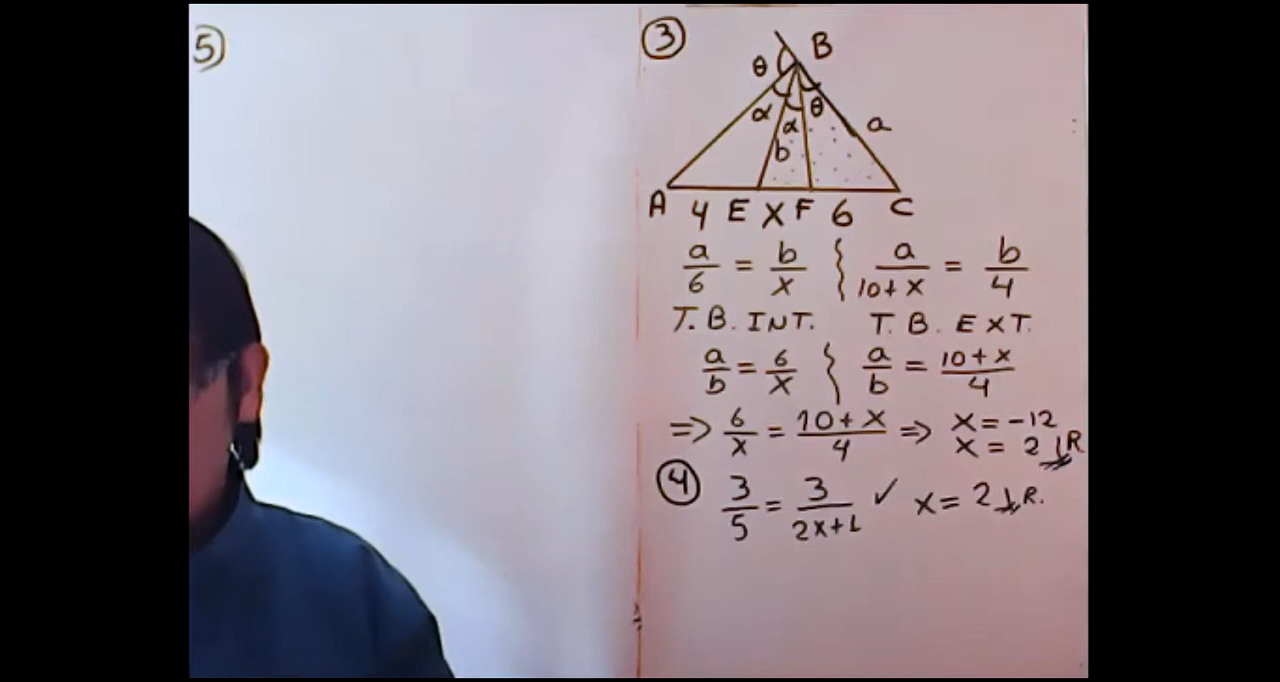 5)
3
B
θ
α α θ a
b
A 4 E X F 6 C
a/6 = b/x { a/10+x = b/4
T. B. INT. T. B. EXT.
a/b = 6/x { a/b = 10+x/4
=> 6/x = 10+x/4 => x = -12
x = 2 R
4 3/5 = 3/2x+1 ✓ x = 2 R.